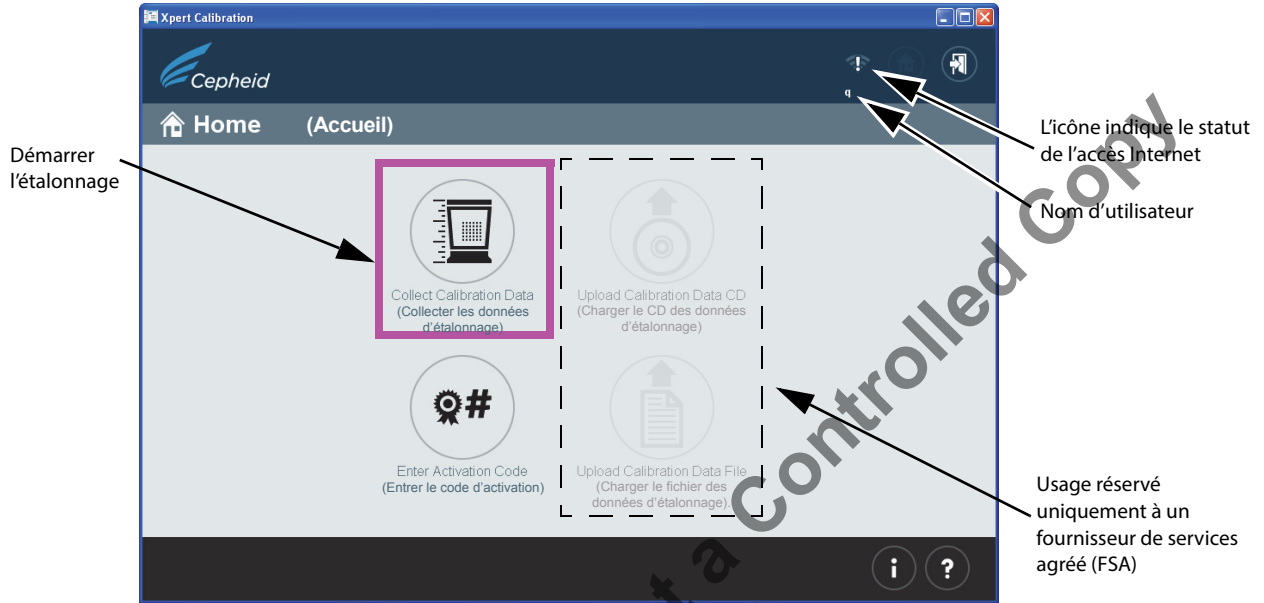 Xpert Calibration
Cepheid
!
q
Home (Accueil)
Démarrer
l'étalonnage
L'icône indique le statut
de l'accès Internet
Nom d'utilisateur
Collect Calibration Data
(Collecter les données
d'étalonnage)
Upload Calibration Data CD
(Charger le CD des données
d'étalonnage)
#
Enter Activation Code
(Entrer le code d'activation)
Upload Calibration Data File
(Charger le fichier des
données d'étalonnage).
Usage réservé
uniquement à un
fournisseur de services
agréé (FSA)
i ?
t a Controlled Copy